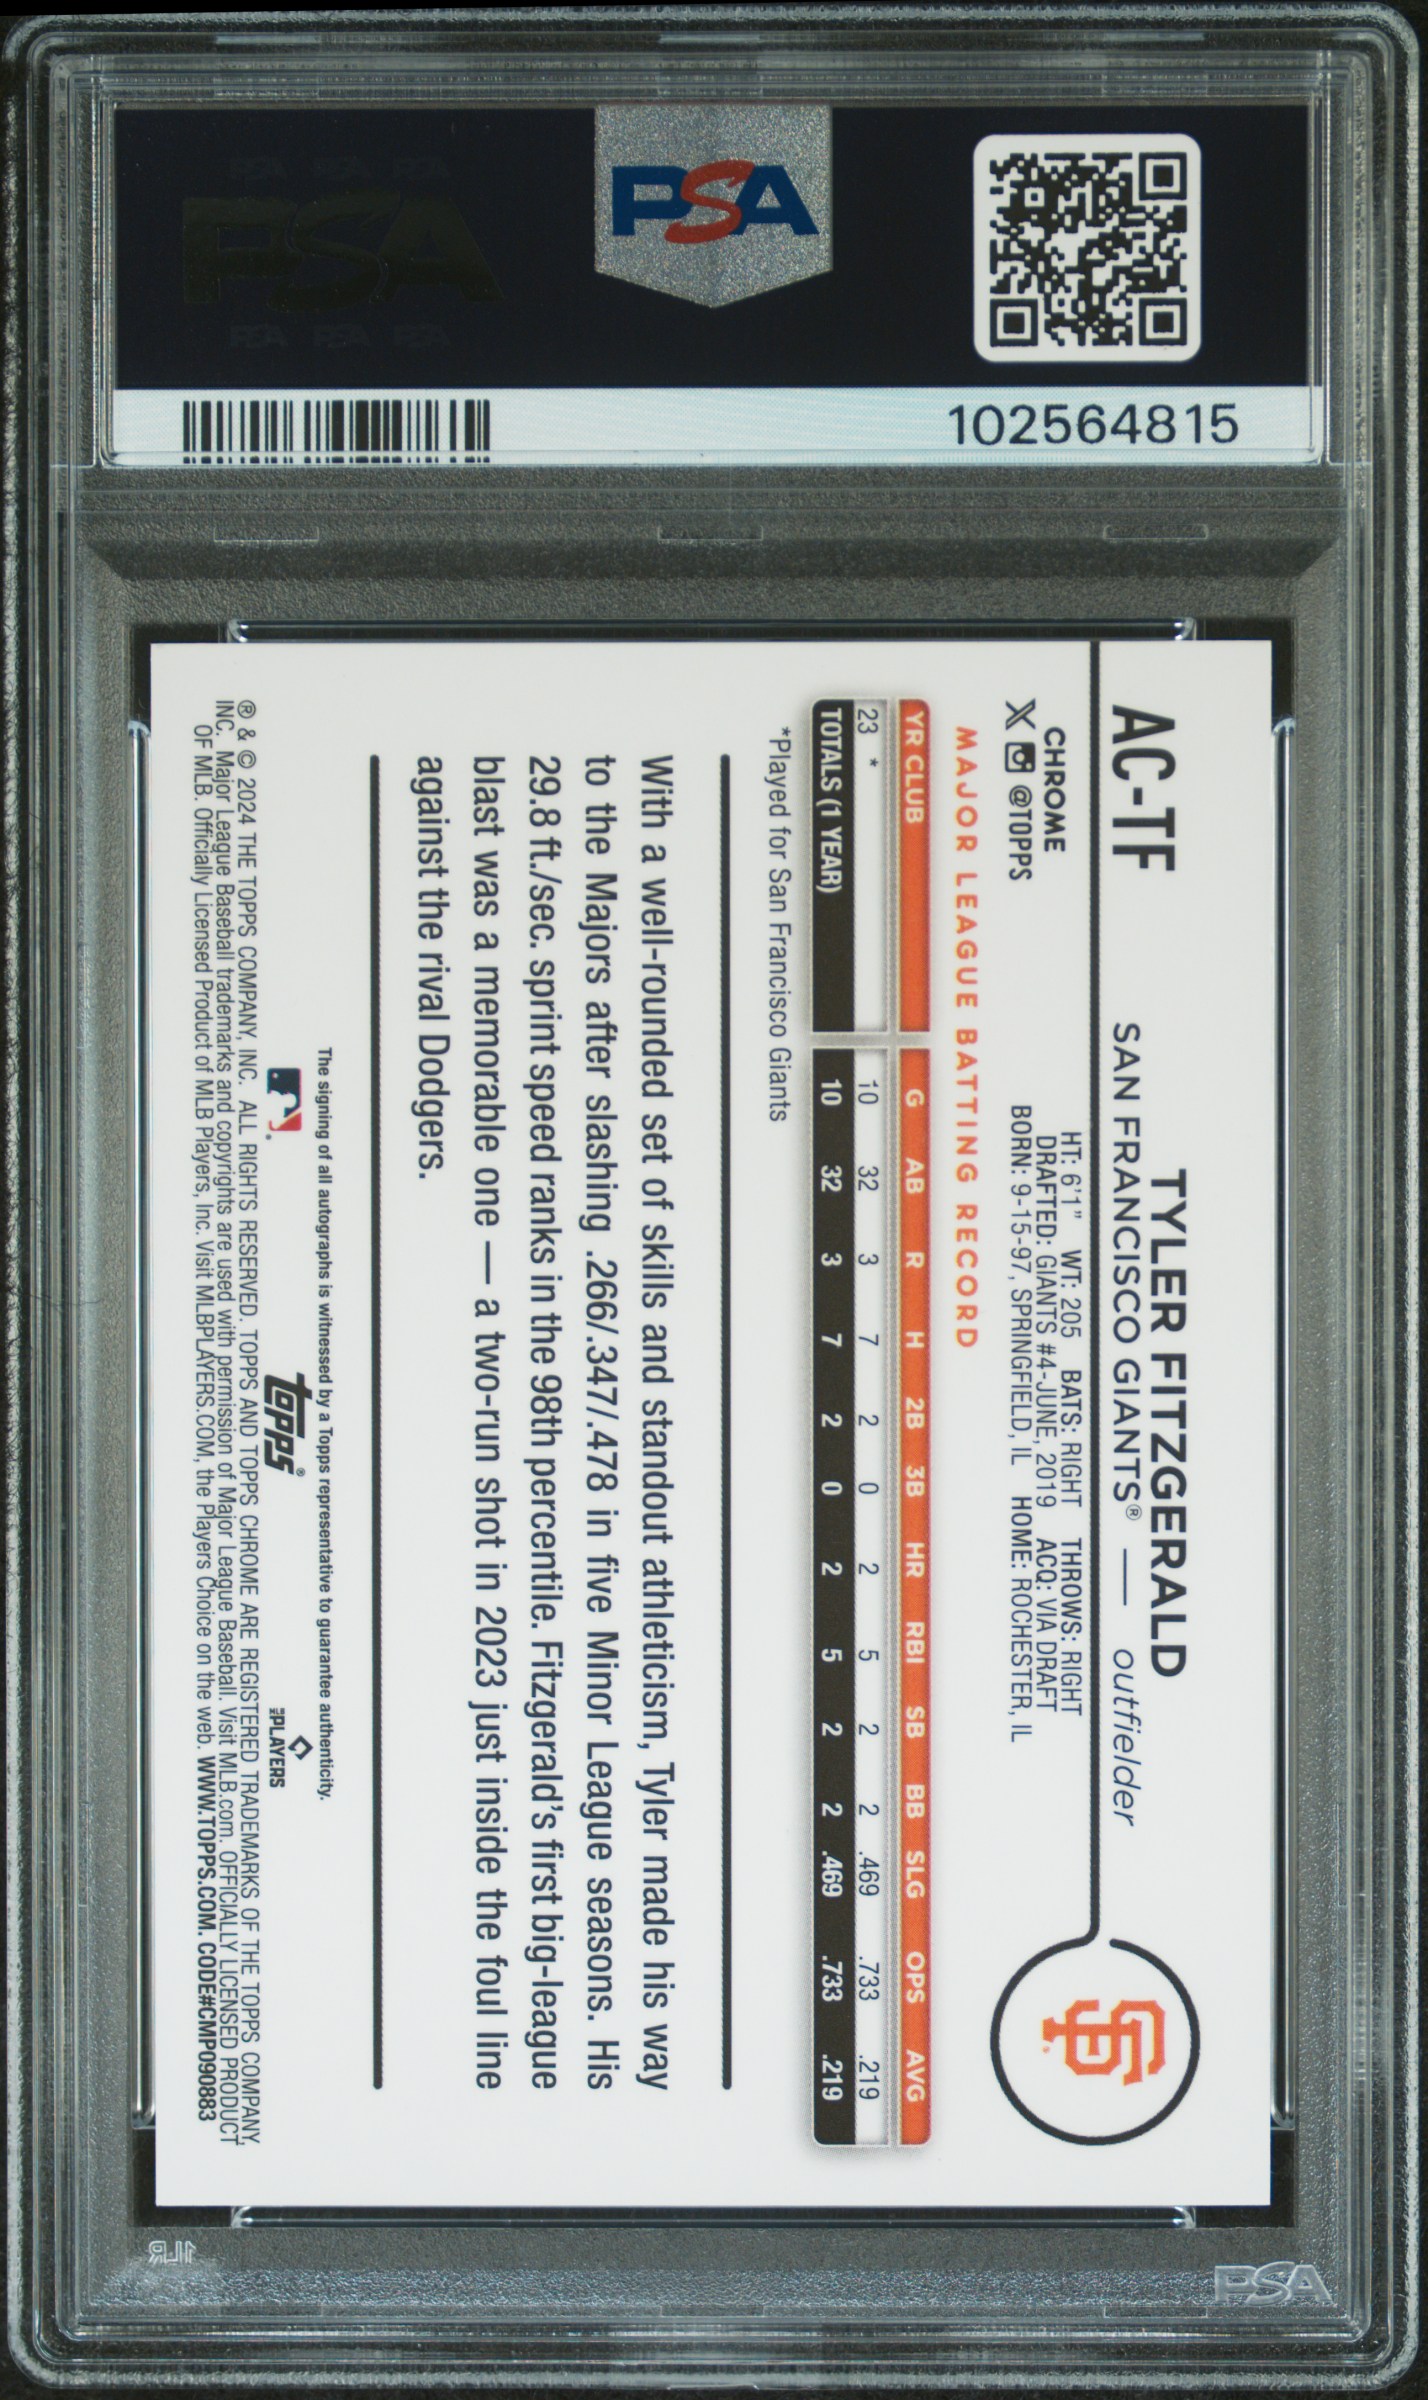 PSA PSA PSA
PSA
PSA PSA PSA
PSA
102564815
AC-TF
TYLER FITZGERALD
SAN FRANCISCO GIANTS® — outfielder
CHROME
@TOPPS
HT: 6'1" WT: 205 BATS: RIGHT THROWS: RIGHT
DRAFTED: GIANTS #4-JUNE, 2019 ACQ: VIA DRAFT
BORN: 9-15-97, SPRINGFIELD, IL HOME: ROCHESTER, IL
SF
MAJOR LEAGUE BATTING RECORD
YR CLUB G AB R H 2B 3B HR RBI SB BB SLG OPS AVG
23 * 10 32 3 7 2 0 2 5 2 2 .469 .733 .219
TOTALS (1 YEAR) 10 32 3 7 2 0 2 5 2 2 .469 .733 .219
*Played for San Francisco Giants
With a well-rounded set of skills and standout athleticism, Tyler made his way
to the Majors after slashing .266/.347/.478 in five Minor League seasons. His
29.8 ft./sec. sprint speed ranks in the 98th percentile. Fitzgerald's first big-league
blast was a memorable one — a two-run shot in 2023 just inside the foul line
against the rival Dodgers.
The signing of all autographs is witnessed by a Topps representative to guarantee authenticity.
topps®
PLAYERS
® & © 2024 THE TOPPS COMPANY, INC. ALL RIGHTS RESERVED. TOPPS AND TOPPS CHROME ARE REGISTERED TRADEMARKS OF THE TOPPS COMPANY,
INC. Major League Baseball trademarks and copyrights are used with permission of Major League Baseball. Visit MLB.com. OFFICIALLY LICENSED PRODUCT
OF MLB. Officially Licensed Product of MLB Players, Inc. Visit MLBPLAYERS.COM, the Players Choice on the web. WWW.TOPPS.COM. CODE#CMP090883
PSA